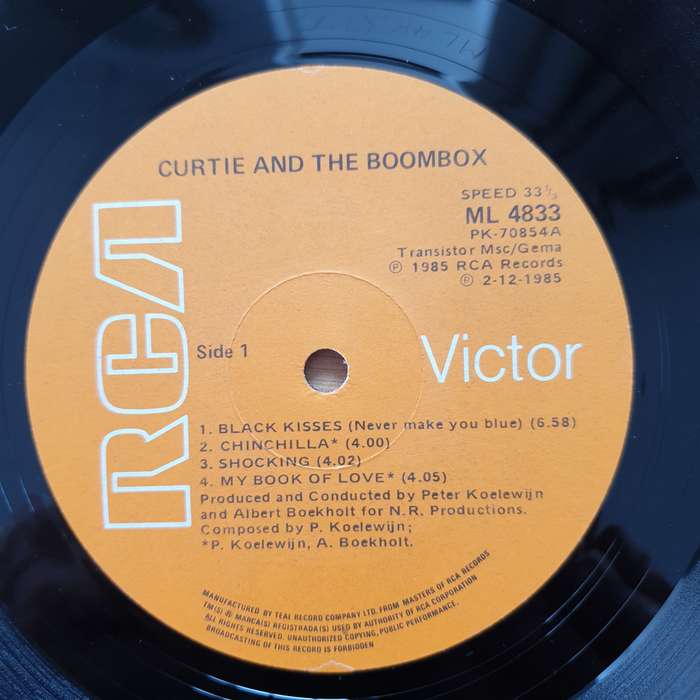 CURTIE AND THE BOOMBOX
SPEED 33⅓
ML 4833
PK-70854A
Transistor Msc/Gema
℗ 1985 RCA Records
℗ 2-12-1985
RCA
Side 1
Victor
1. BLACK KISSES (Never make you blue) (6.58)
2. CHINCHILLA* (4.00)
3. SHOCKING (4.02)
4. MY BOOK OF LOVE* (4.05)
Produced and Conducted by Peter Koelewijn
and Albert Boekholt for N.R. Productions.
Composed by P. Koelewijn;
*P. Koelewijn, A. Boekholt.
MANUFACTURED BY TEAL RECORD COMPANY LTD. FROM MASTERS OF RCA RECORDS
TM(S) ® MARCA(S) REGISTRADA(S) USED BY AUTHORITY OF RCA CORPORATION
ALL RIGHTS RESERVED. UNAUTHORIZED COPYING, PUBLIC PERFORMANCE.
BROADCASTING OF THIS RECORD IS FORBIDDEN